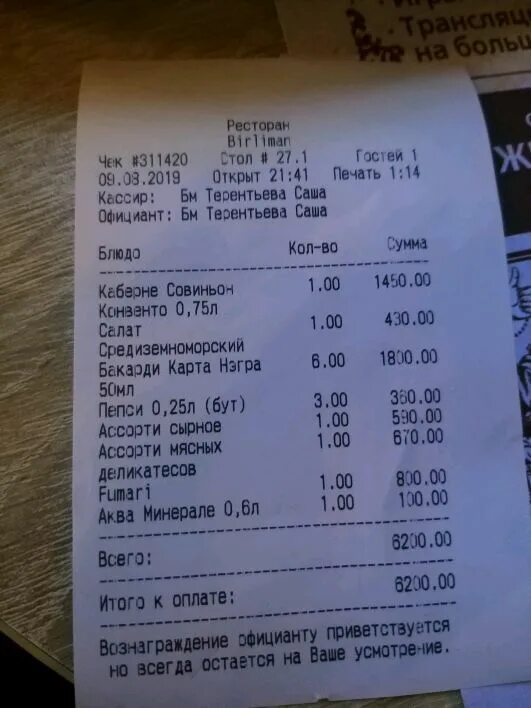 Трансляц
на больш
Ресторан
Birliman
Чек #311420 Стол # 27.1 Гостей 1
09.03.2019 Открыт 21:41 Печать 1:14
Кассир: Бм Терентьева Саша
Официант: Бм Терентьева Саша
Блюдо Кол-во Сумма
Каберне Совиньон 1.00 1450.00
Конвенто 0,75л
Салат 1.00 430.00
Средиземноморский
Бакарди Карта Нэгра 6.00 1800.00
50мл
Пепси 0,25л (бут) 3.00 360.00
Ассорти сырное 1.00 590.00
Ассорти мясных 1.00 670.00
деликатесов
Fumari 1.00 800.00
Аква Минерале 0,6л 1.00 100.00
Всего: 6200.00
Итого к оплате: 6200.00
Вознаграждение официанту приветствуется
но всегда остается на Ваше усмотрение.